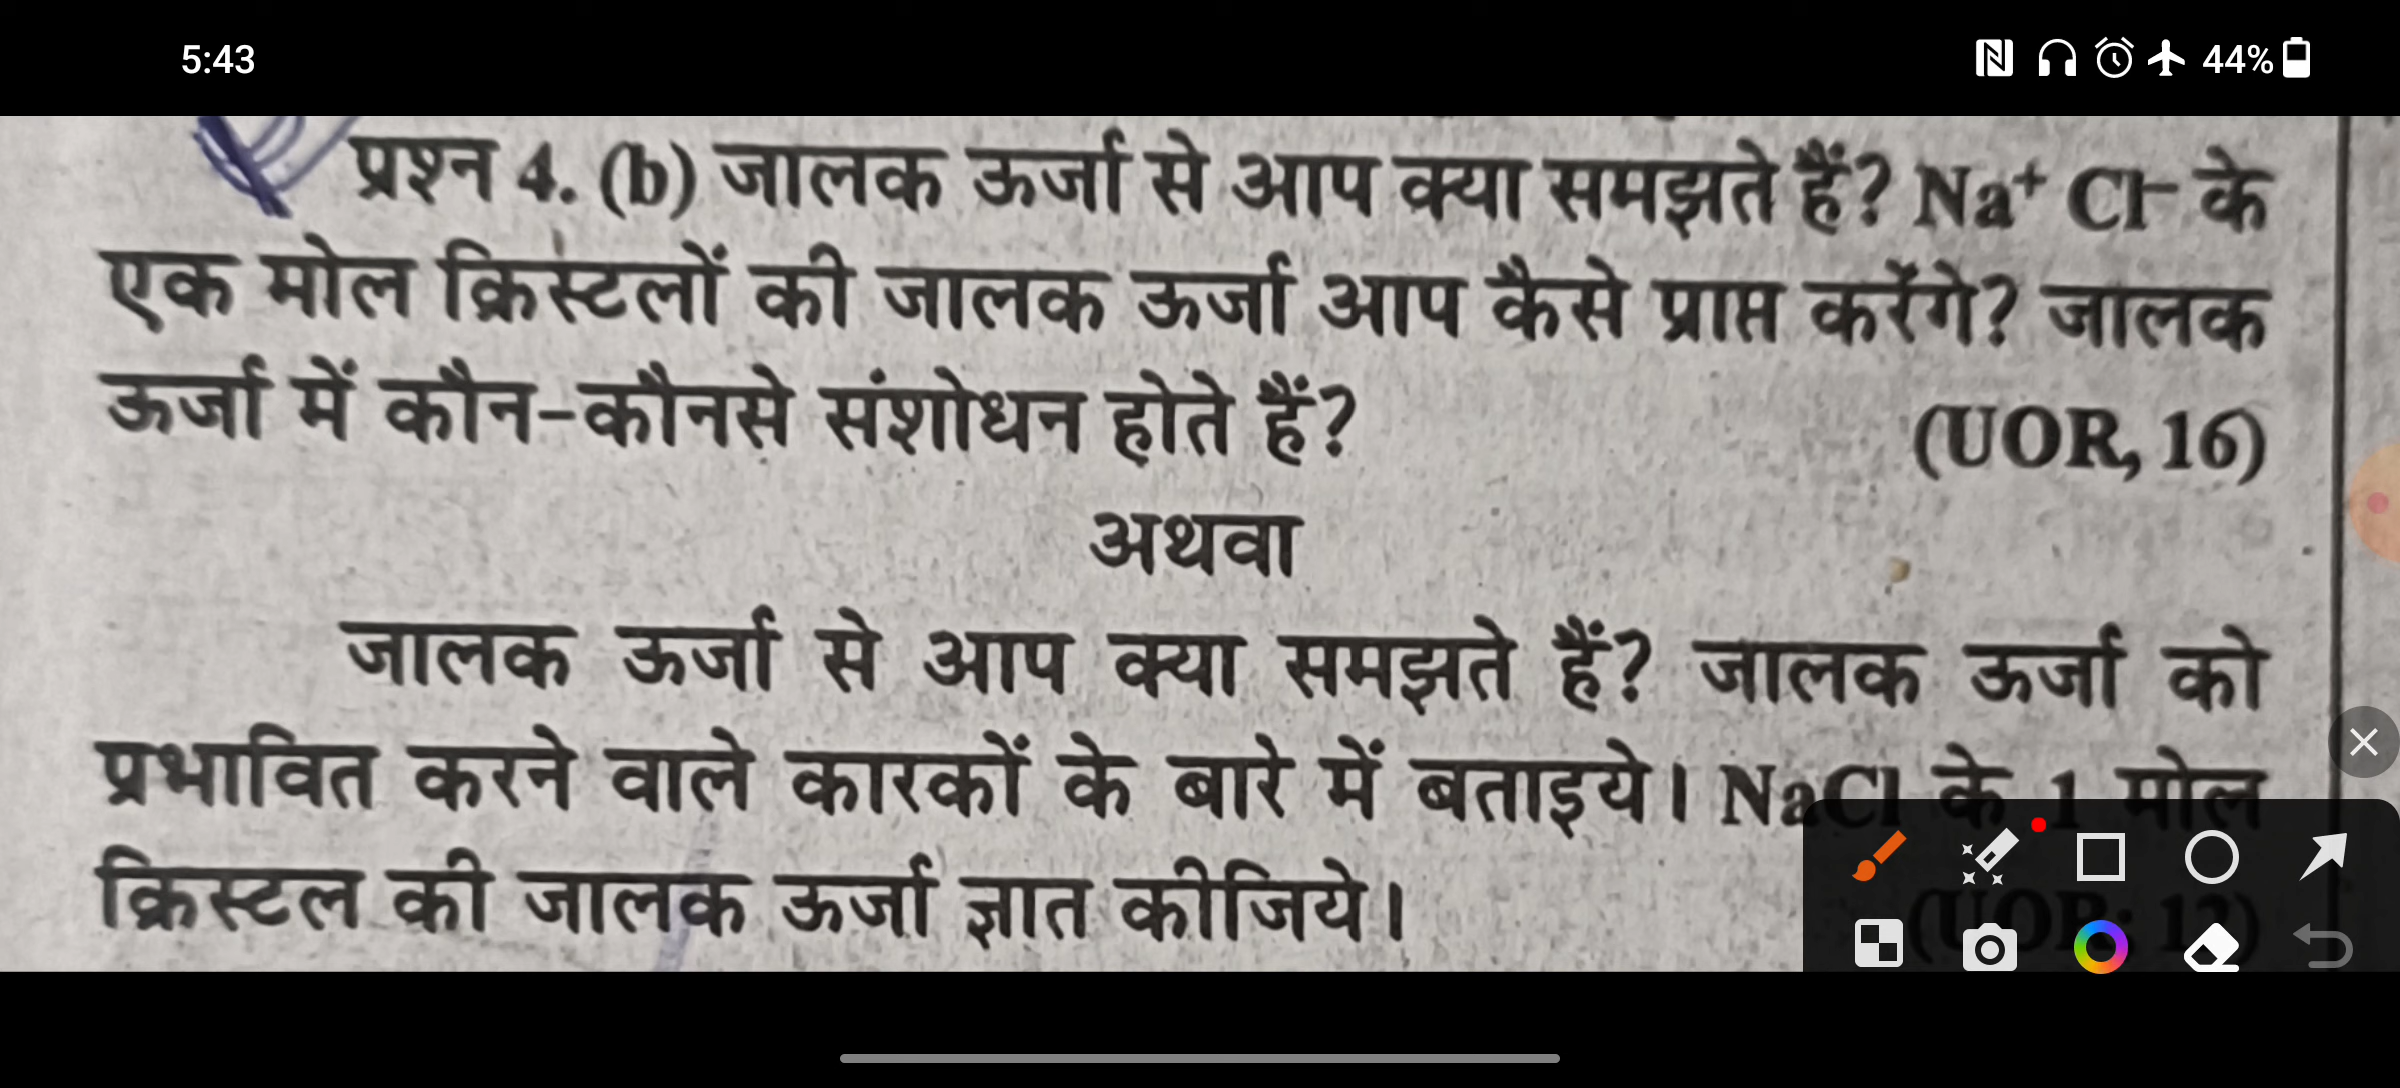 5:43
44%
प्रश्न 4. (b) जालक ऊर्जा से आप क्या समझते हैं? Na⁺ Cl⁻ के
एक मोल क्रिस्टलों की जालक ऊर्जा आप कैसे प्राप्त करेंगे? जालक
ऊर्जा में कौन-कौनसे संशोधन होते हैं?
(UOR, 16)
अथवा
जालक ऊर्जा से आप क्या समझते हैं? जालक ऊर्जा को
प्रभावित करने वाले कारकों के बारे में बताइये। NaCl के 1 मोल
क्रिस्टल की जालक ऊर्जा ज्ञात कीजिये।
(UOR: 12)